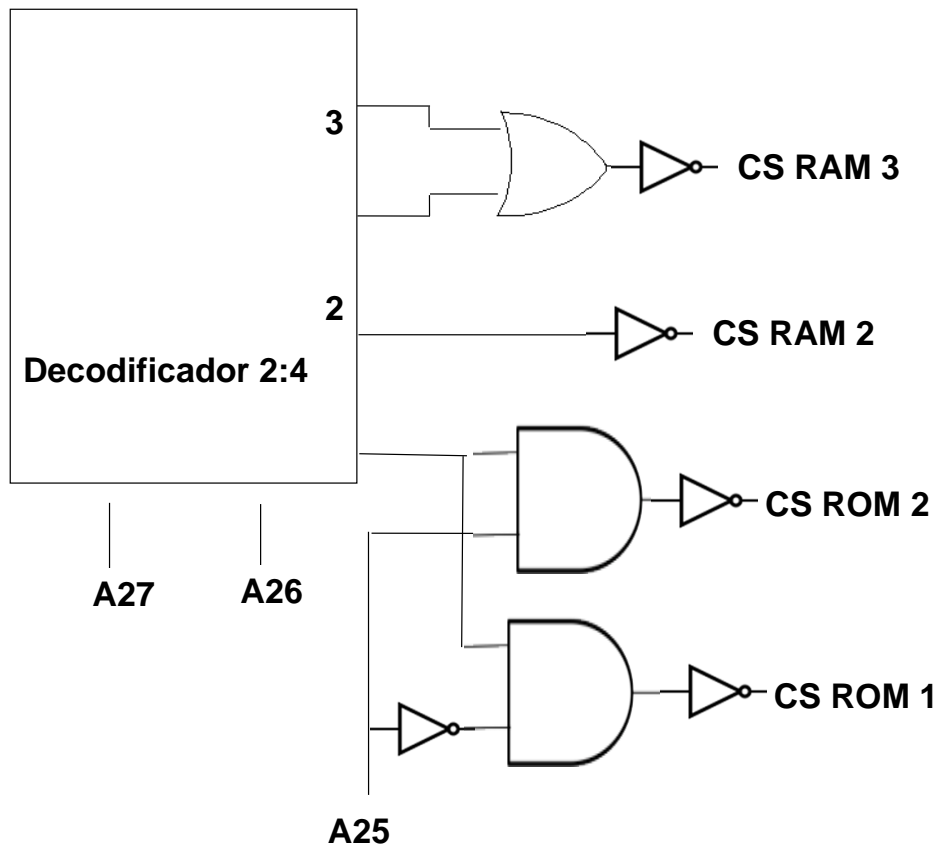 3
CS RAM 3
2
CS RAM 2
Decodificador 2:4
CS ROM 2
A27
A26
CS ROM 1
A25